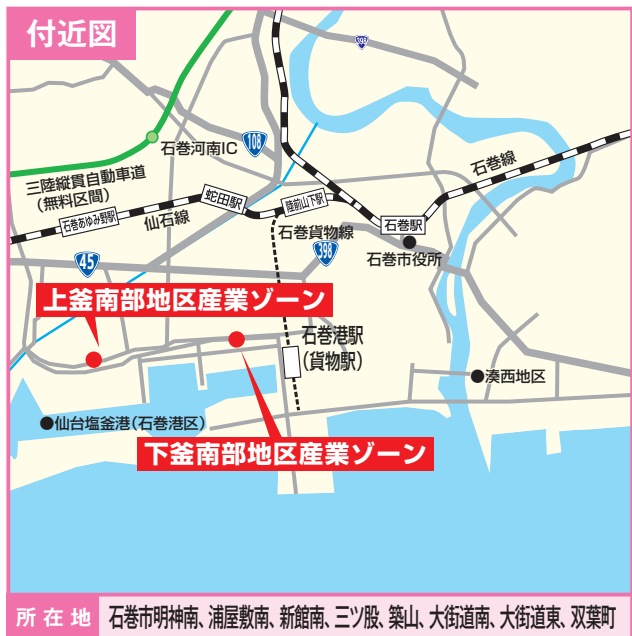 付近図
393
108
石巻河南IC
三陸縦貫自動車道
(無料区間)
石巻線
蛇田駅
陸前山下駅
石巻あゆみ野駅
仙石線
石巻駅
石巻貨物線
398
石巻市役所
45
上釜南部地区産業ゾーン
石巻港駅
(貨物駅)
湊西地区
仙台塩釜港(石巻港区)
下釜南部地区産業ゾーン
所在地
石巻市明神南、浦屋敷南、新館南、三ツ股、築山、大街道南、大街道東、双葉町